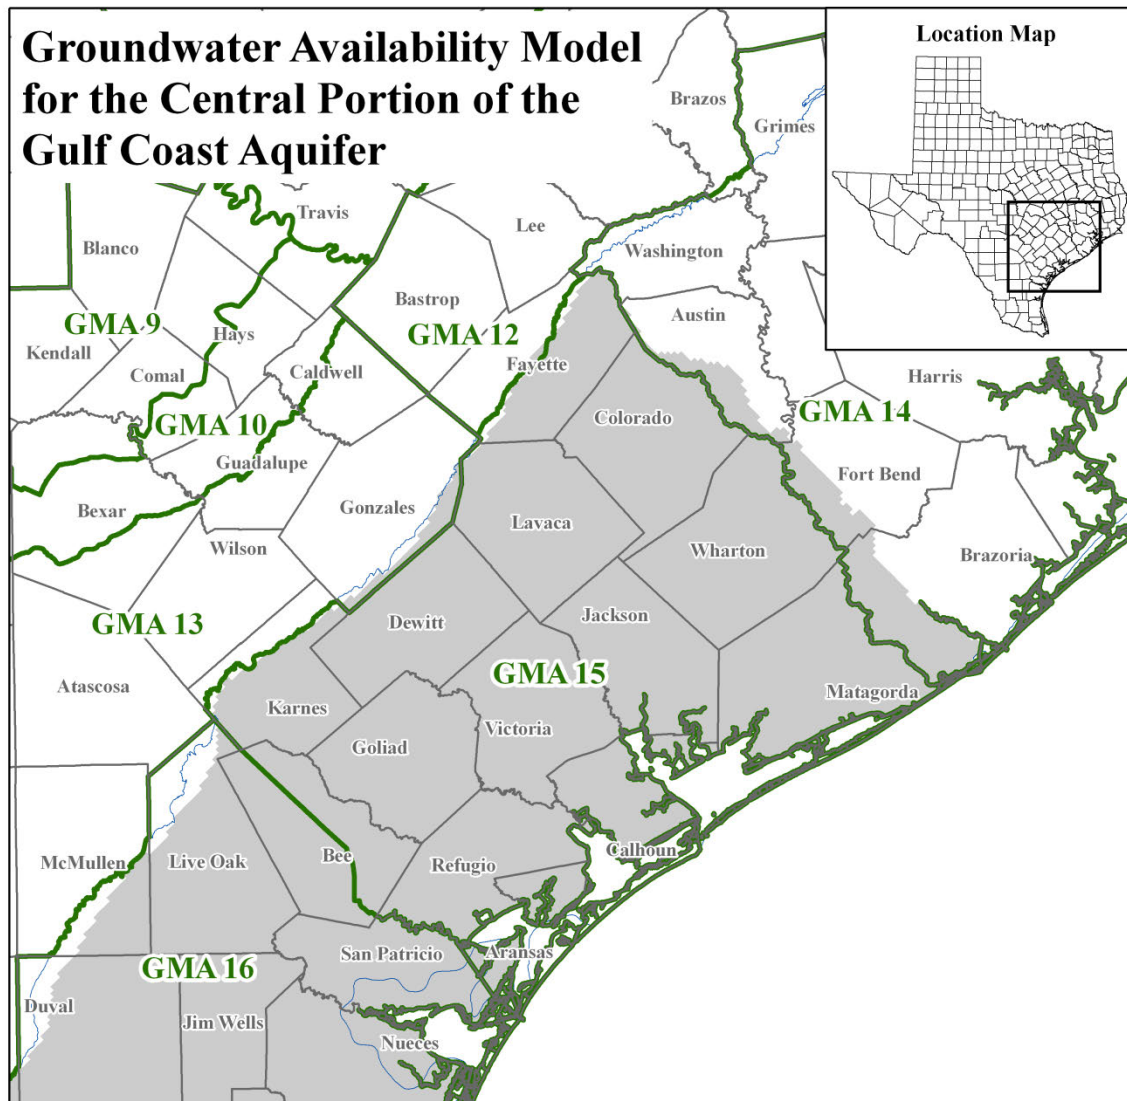 Groundwater Availability Model
for the Central Portion of the
Gulf Coast Aquifer
Location Map
Brazos
Grimes
Travis
Lee
Washington
Blanco
Bastrop
Austin
GMA 9
GMA 12
Hays
Kendall
Fayette
Comal
Caldwell
Harris
GMA 10
Colorado
GMA 14
Guadalupe
Fort Bend
Bexar
Gonzales
Lavaca
Wilson
Wharton
Brazoria
GMA 13
Dewitt
Jackson
GMA 15
Atascosa
Karnes
Matagorda
Victoria
Goliad
McMullen
Live Oak
Bee
Refugio
Calhoun
San Patricio
Aransas
GMA 16
Duval
Jim Wells
Nueces